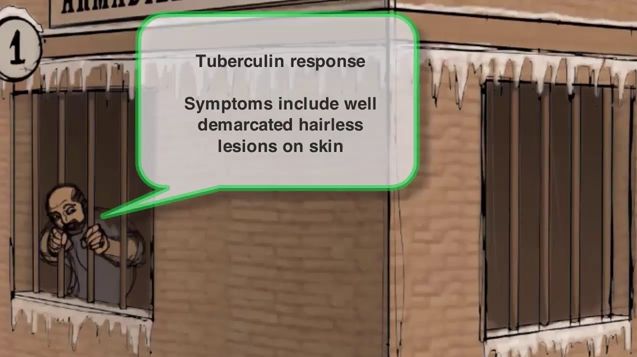 1
Tuberculin response
Symptoms include well
demarcated hairless
lesions on skin